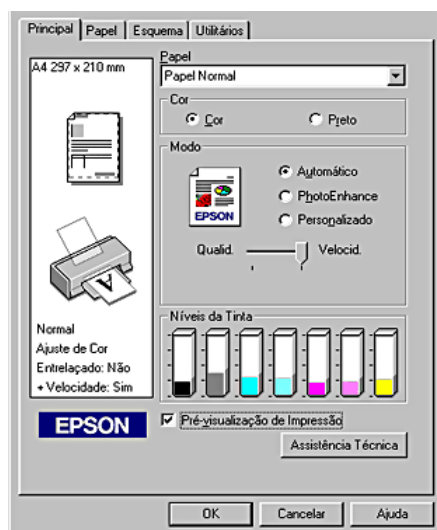 Principal Papel Esquema Utilitários
A4 297 x 210 mm
Papel
Papel Normal
Cor
Cor Preto
Modo
EPSON
Automático
PhotoEnhance
Personalizado
Qualid. Velocid.
Níveis da Tinta
A
Normal
Ajuste de Cor
Entrelaçado: Não
+ Velocidade: Sim
EPSON
Pré-visualização de Impressão
Assistência Técnica
OK Cancelar Ajuda